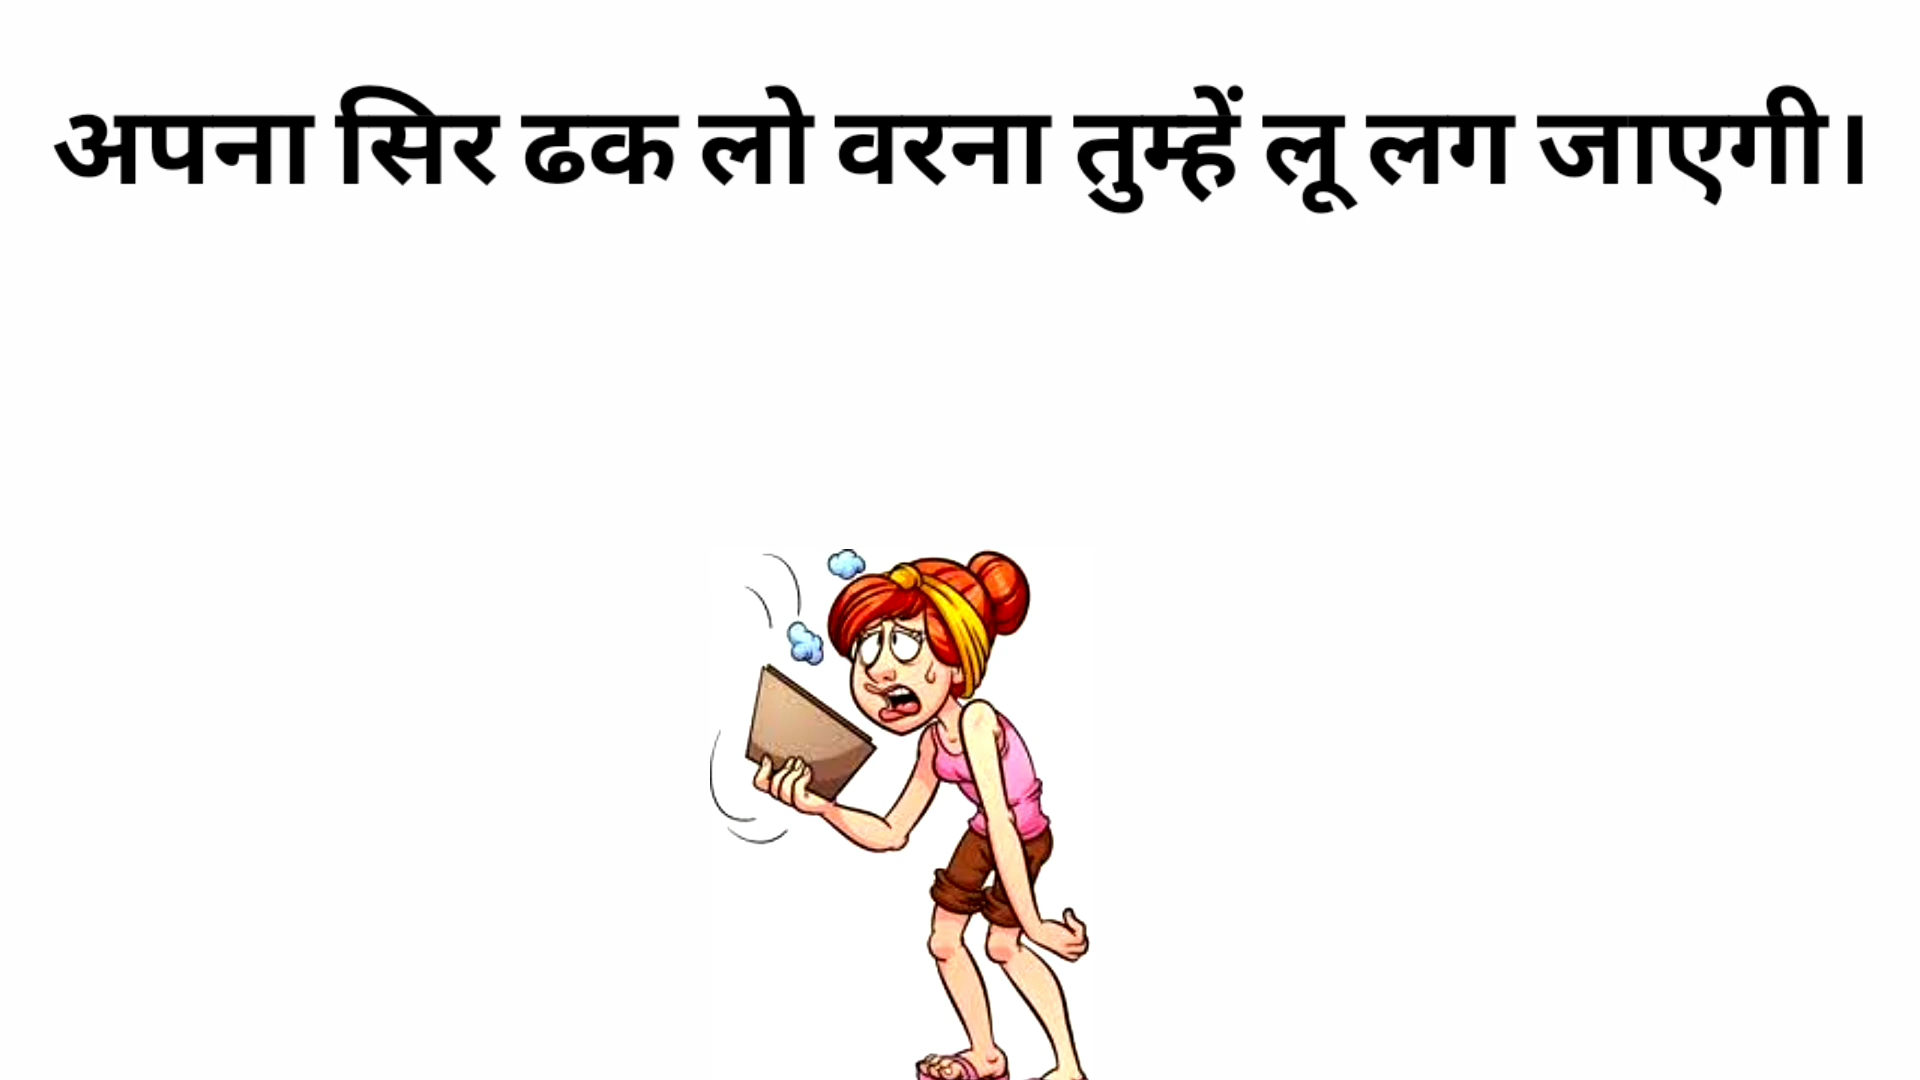 अपना सिर ढक लो वरना तुम्हें लू लग जाएगी।